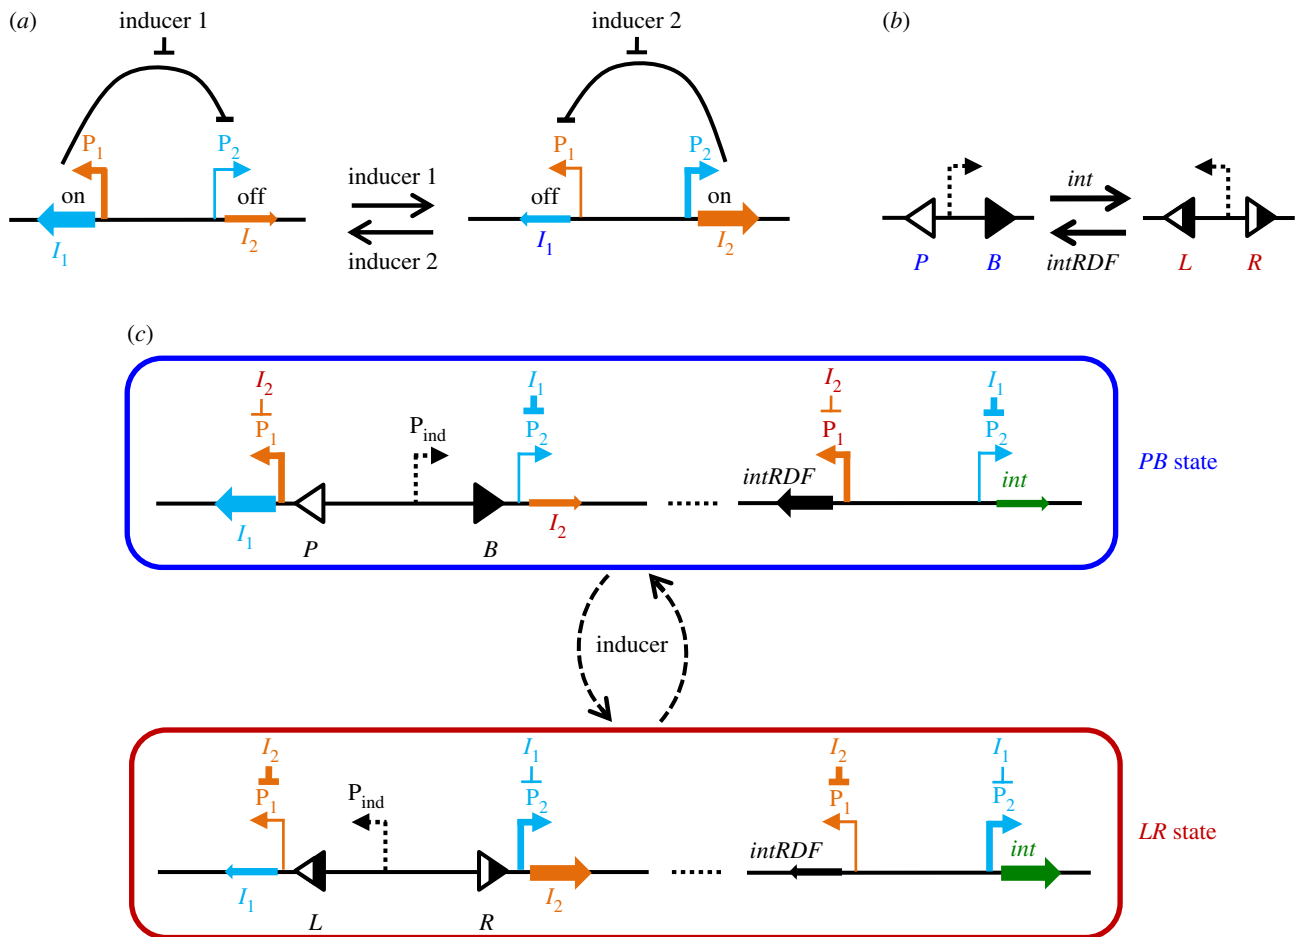 (a)
inducer 1
P1
P2
on
off
I1
I2
inducer 1
inducer 2
inducer 2
P1
P2
off
on
I1
I2
(b)
int
intRDF
P
B
L
R
(c)
I2
P1
Pind
I1
P2
I2
P1
I1
P2
intRDF
int
I1
P
B
I2
PB state
inducer
I2
P1
Pind
I1
P2
I2
P1
I1
P2
intRDF
int
I1
L
R
I2
LR state